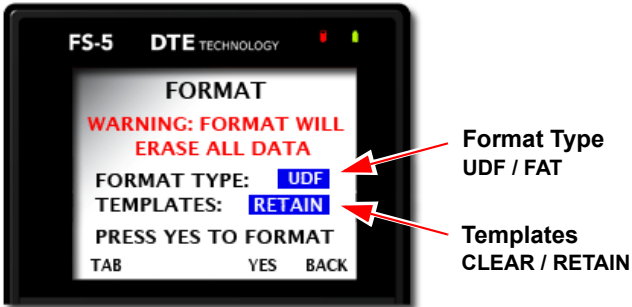 FS-5 DTE TECHNOLOGY
FORMAT
WARNING: FORMAT WILL
ERASE ALL DATA
FORMAT TYPE: UDF
TEMPLATES: RETAIN
PRESS YES TO FORMAT
TAB YES BACK
Format Type
UDF / FAT
Templates
CLEAR / RETAIN